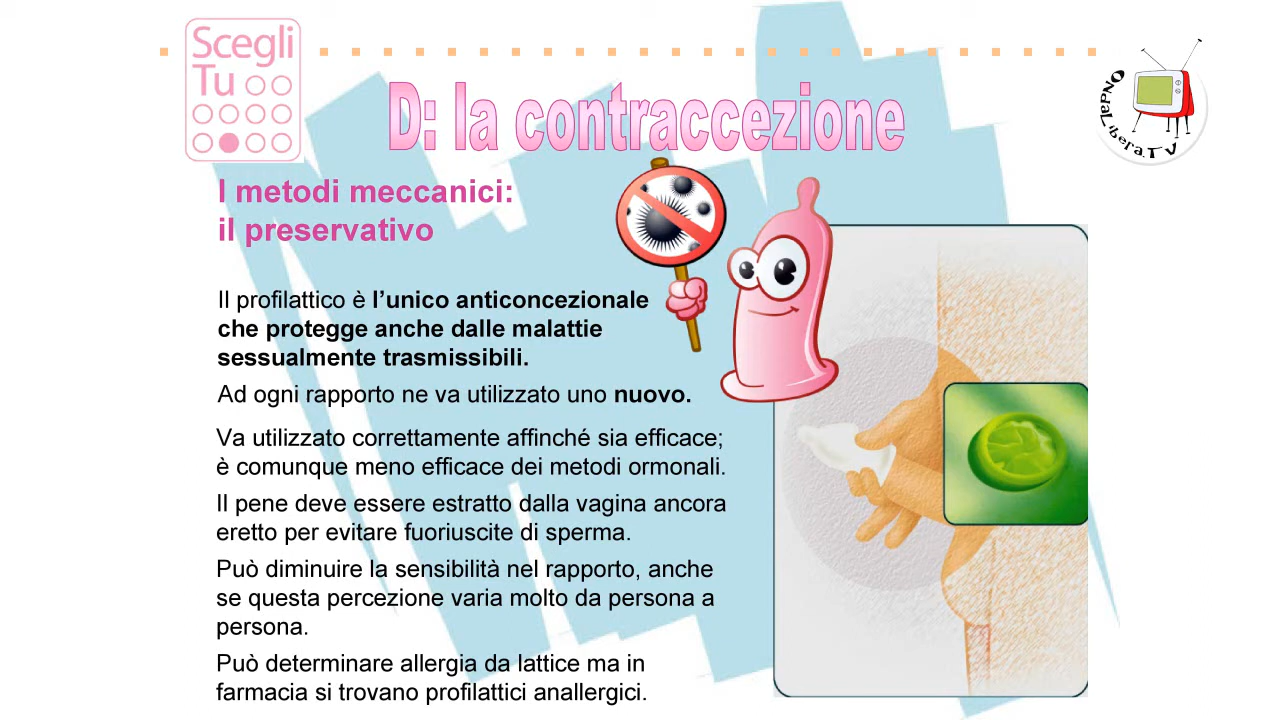 Scegli
Tu
OndaLibera.TV
D: la contraccezione
I metodi meccanici:
il preservativo
Il profilattico è l’unico anticoncezionale
che protegge anche dalle malattie
sessualmente trasmissibili.
Ad ogni rapporto ne va utilizzato uno nuovo.
Va utilizzato correttamente affinché sia efficace;
è comunque meno efficace dei metodi ormonali.
Il pene deve essere estratto dalla vagina ancora
eretto per evitare fuoriuscite di sperma.
Può diminuire la sensibilità nel rapporto, anche
se questa percezione varia molto da persona a
persona.
Può determinare allergia da lattice ma in
farmacia si trovano profilattici anallergici.